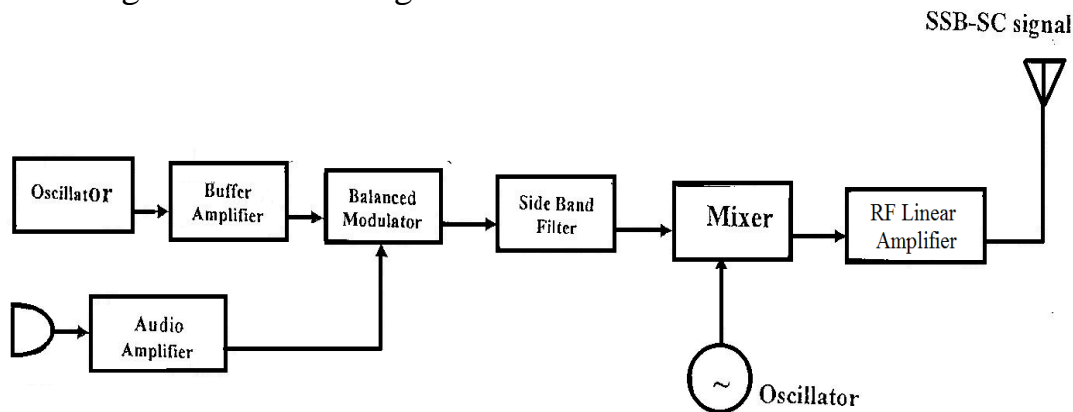 SSB-SC signal
Oscillator
Buffer
Amplifier
Balanced
Modulator
Side Band
Filter
Mixer
RF Linear
Amplifier
Audio
Amplifier
~
Oscillator